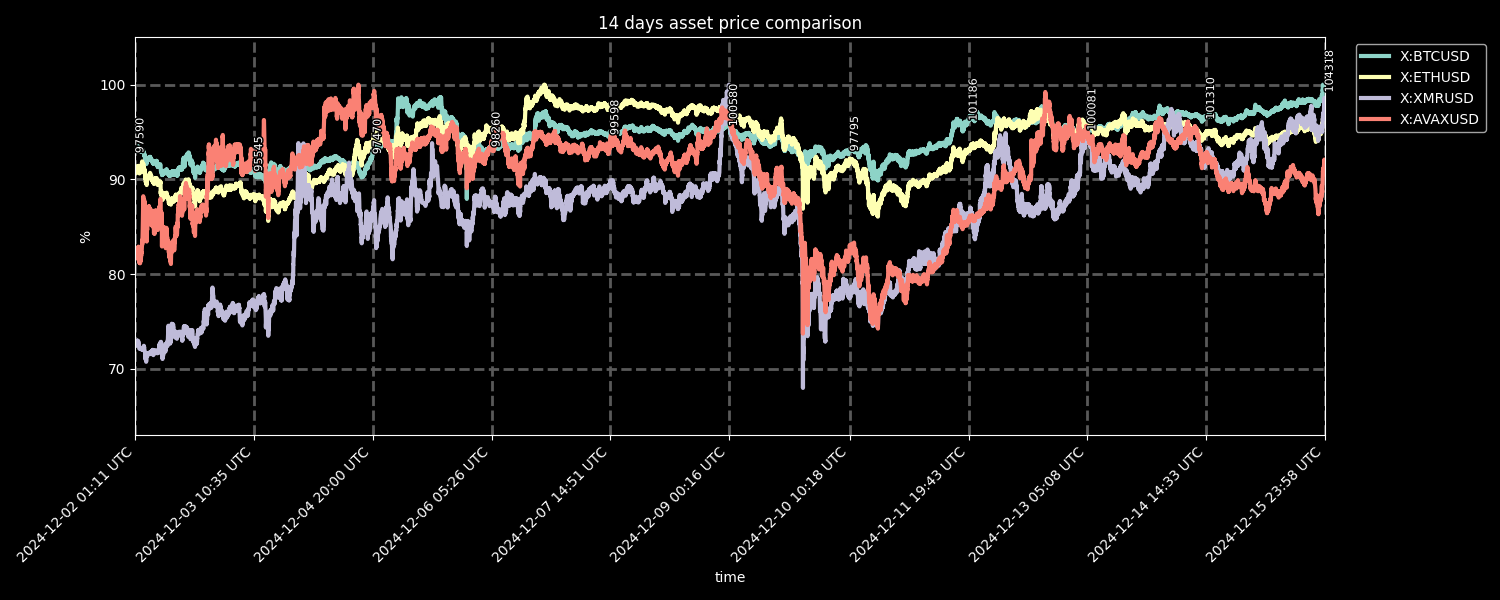 14 days asset price comparison
X:BTCUSD
X:ETHUSD
X:XMRUSD
X:AVAXUSD
100
90
80
70
%
97590
95545
98260
99598
100580
97795
101186
100081
101310
104318
2024-12-02 01:11 UTC
2024-12-03 10:35 UTC
2024-12-04 20:00 UTC
2024-12-06 05:26 UTC
2024-12-07 14:51 UTC
2024-12-09 00:16 UTC
2024-12-10 10:18 UTC
2024-12-11 19:43 UTC
2024-12-13 05:08 UTC
2024-12-14 14:33 UTC
2024-12-15 23:58 UTC
time